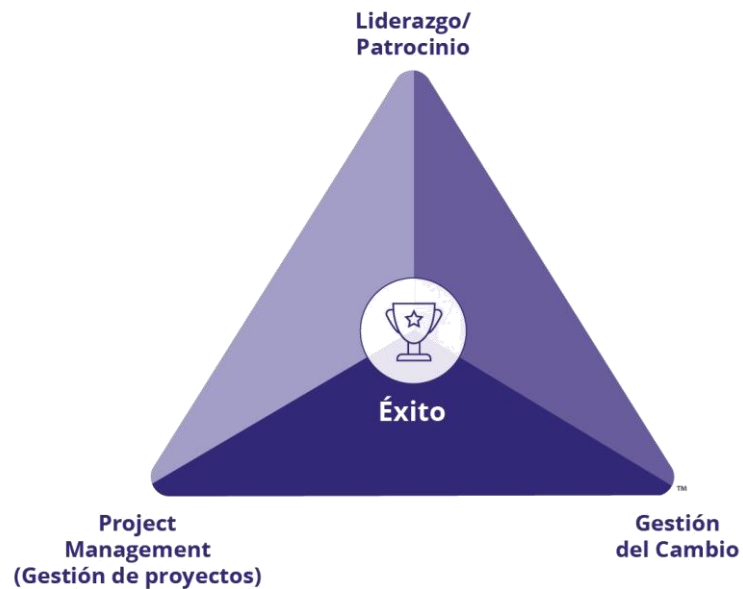 Liderazgo/
Patrocinio
Éxito
TM
Project
Management
(Gestión de proyectos)
Gestión
del Cambio